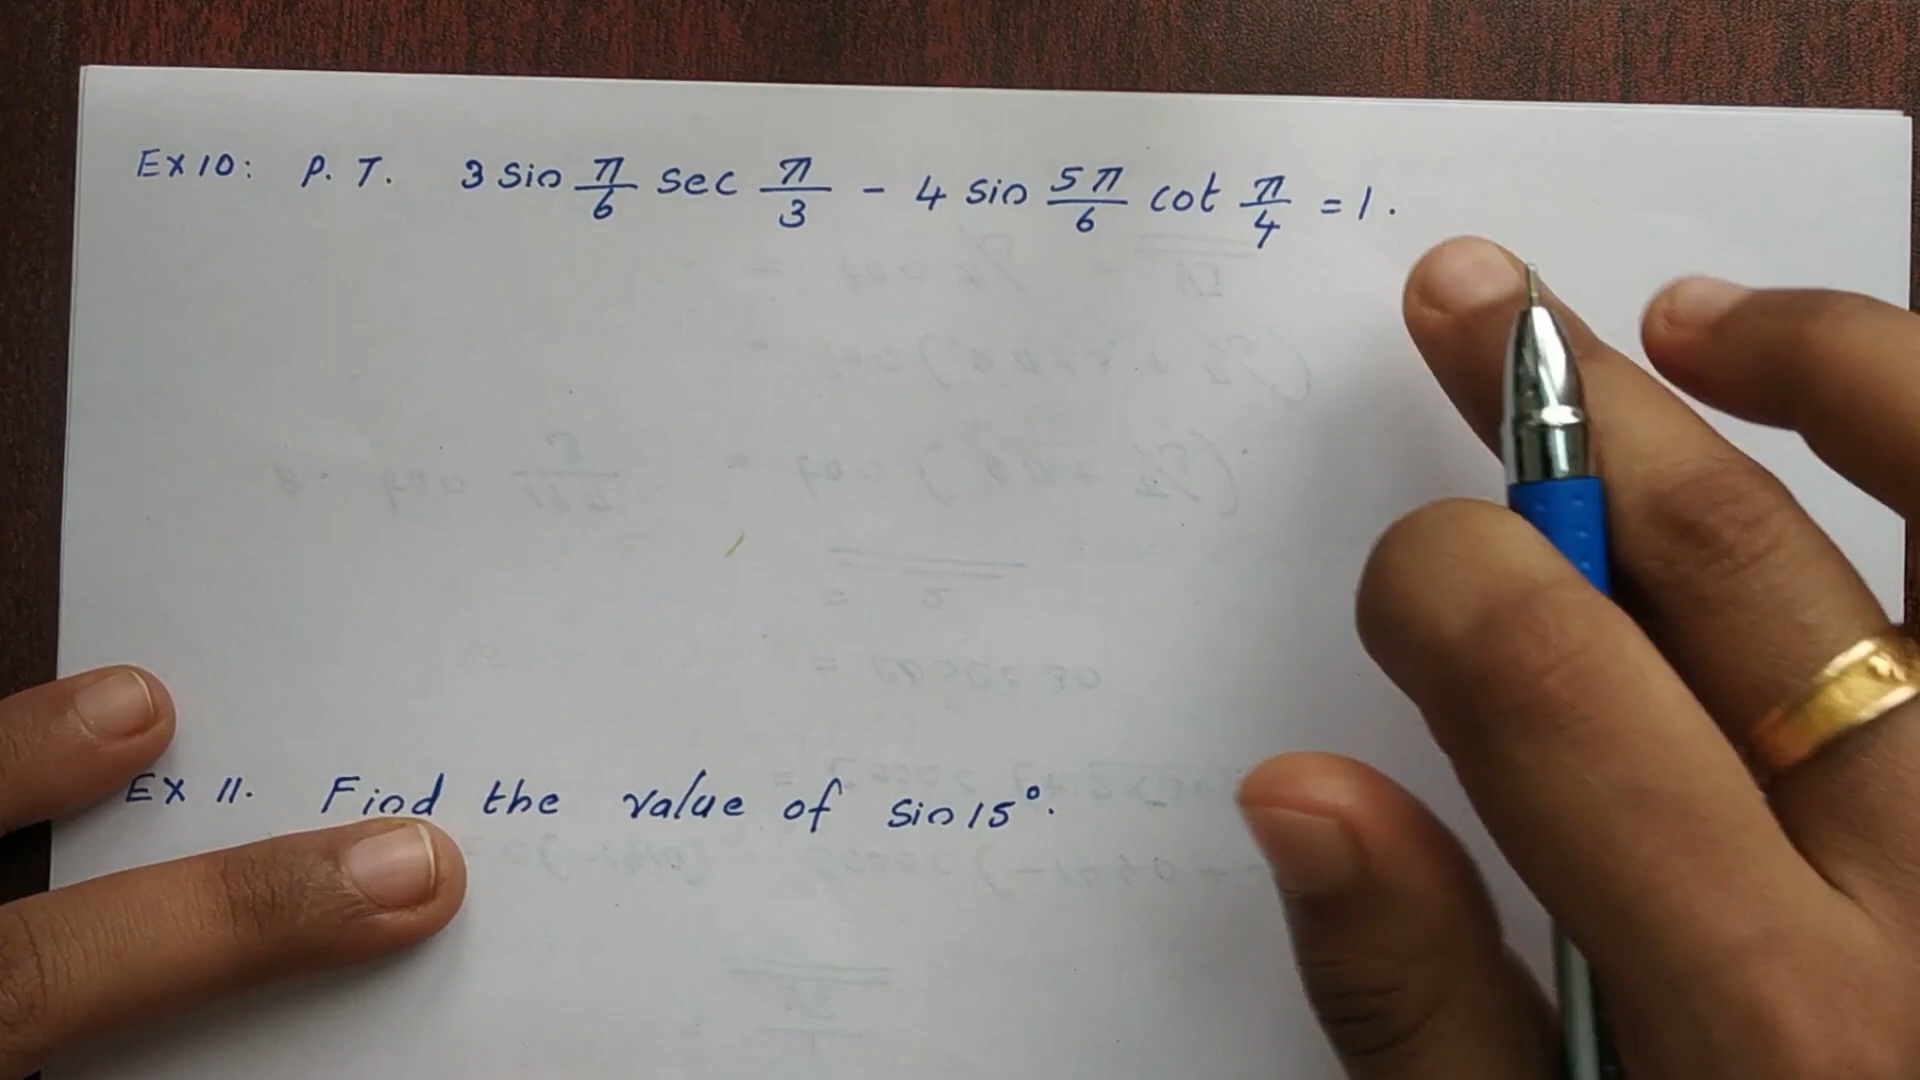 Ex 10: P. T. 3 sin π/6 sec π/3 - 4 sin 5π/6 cot π/4 = 1.
Ex 11. Find the value of sin 15°.